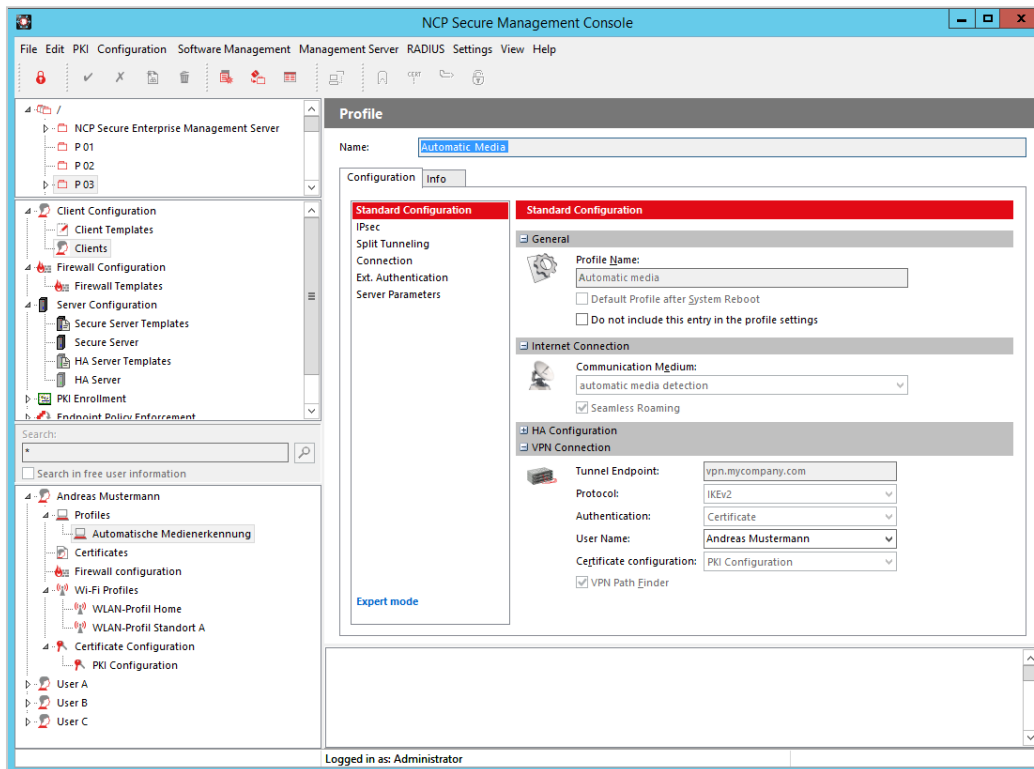 NCP Secure Management Console
File Edit PKI Configuration Software Management Management Server RADIUS Settings View Help
CERT
/
NCP Secure Enterprise Management Server
P 01
P 02
P 03
Client Configuration
Client Templates
Clients
Firewall Configuration
Firewall Templates
Server Configuration
Secure Server Templates
Secure Server
HA Server Templates
HA Server
PKI Enrollment
Endpoint Policy Enforcement
Search:
*
Search in free user information
Andreas Mustermann
Profiles
Automatische Medienerkennung
Certificates
Firewall configuration
Wi-Fi Profiles
WLAN-Profil Home
WLAN-Profil Standort A
Certificate Configuration
PKI Configuration
User A
User B
User C
Profile
Name: Automatic Media
Configuration Info
Standard Configuration
IPsec
Split Tunneling
Connection
Ext. Authentication
Server Parameters
Expert mode
Standard Configuration
General
Profile Name:
Automatic media
Default Profile after System Reboot
Do not include this entry in the profile settings
Internet Connection
Communication Medium:
automatic media detection
Seamless Roaming
HA Configuration
VPN Connection
Tunnel Endpoint: vpn.mycompany.com
Protocol: IKEv2
Authentication: Certificate
User Name: Andreas Mustermann
Certificate configuration: PKI Configuration
VPN Path Finder
Logged in as: Administrator